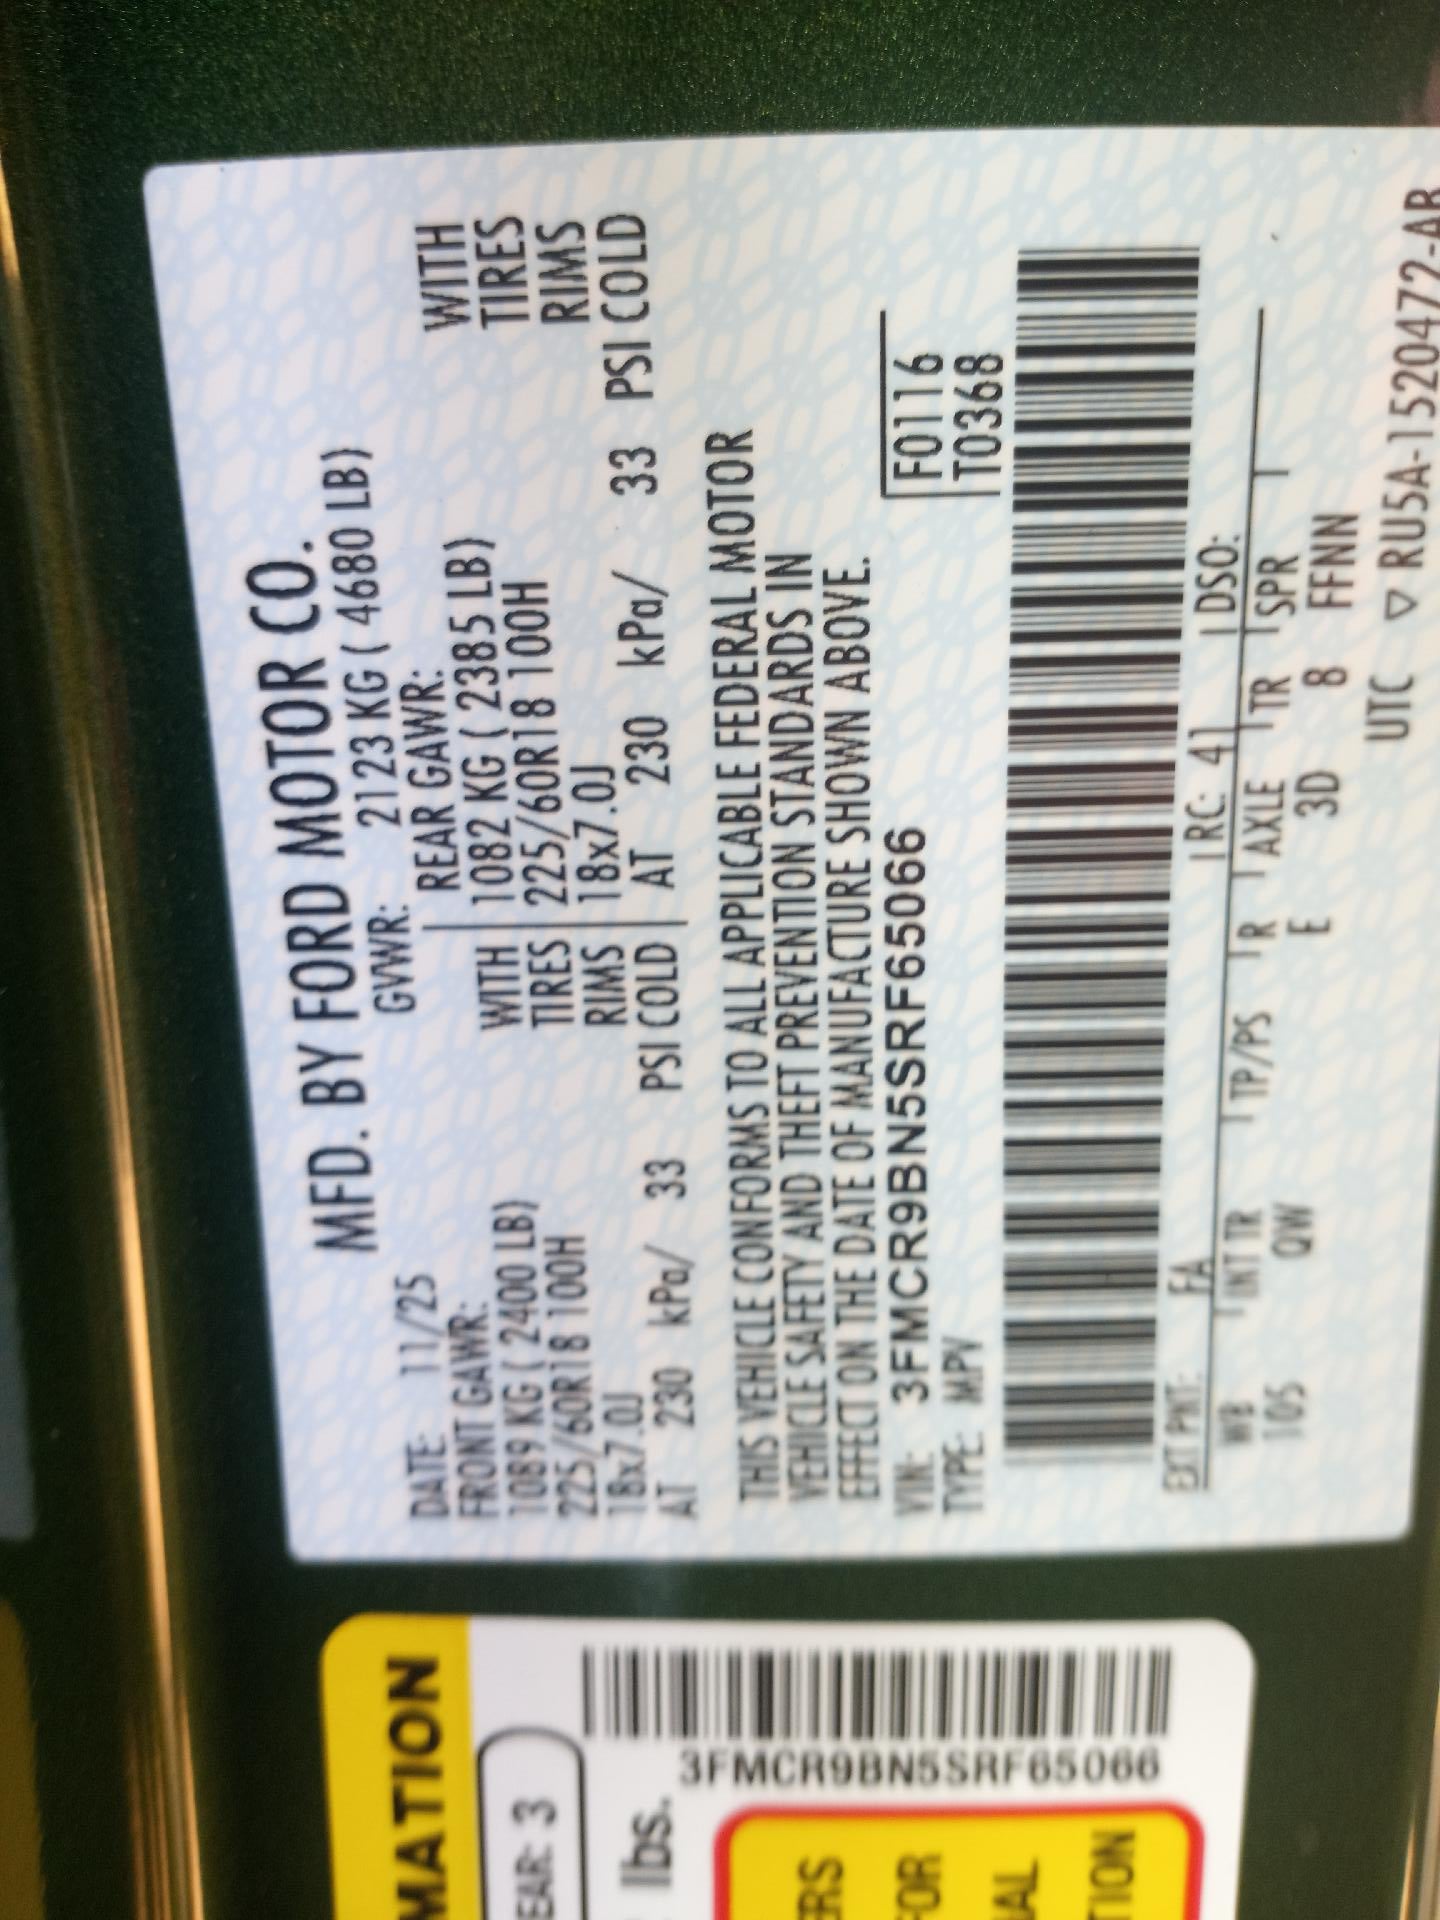 MFD. BY FORD MOTOR CO.
DATE: 11/25 GVWR: 2123 KG ( 4680 LB)
FRONT GAWR: REAR GAWR:
1089 KG ( 2400 LB) WITH 1082 KG ( 2385 LB) WITH
225/60R18 100H TIRES 225/60R18 100H TIRES
18x7.0J RIMS 18x7.0J RIMS
AT 230 kPa/ 33 PSI COLD AT 230 kPa/ 33 PSI COLD
THIS VEHICLE CONFORMS TO ALL APPLICABLE FEDERAL MOTOR
VEHICLE SAFETY AND THEFT PREVENTION STANDARDS IN
EFFECT ON THE DATE OF MANUFACTURE SHOWN ABOVE.
VIN: 3FMCR9BN5SRF65066 F0116
TYPE: MPV T0368
EXT PNT: FA RC: 41 DSO:
WB INT TR TP/PS R AXLE TR SPR
105 QW E 3D 8 FFNN
UTC ▽ RU5A-1520472-AB
MATION
EAR: 3
lbs.
3FMCR9BN5SRF65066
ERS
FOR
NAL
TION